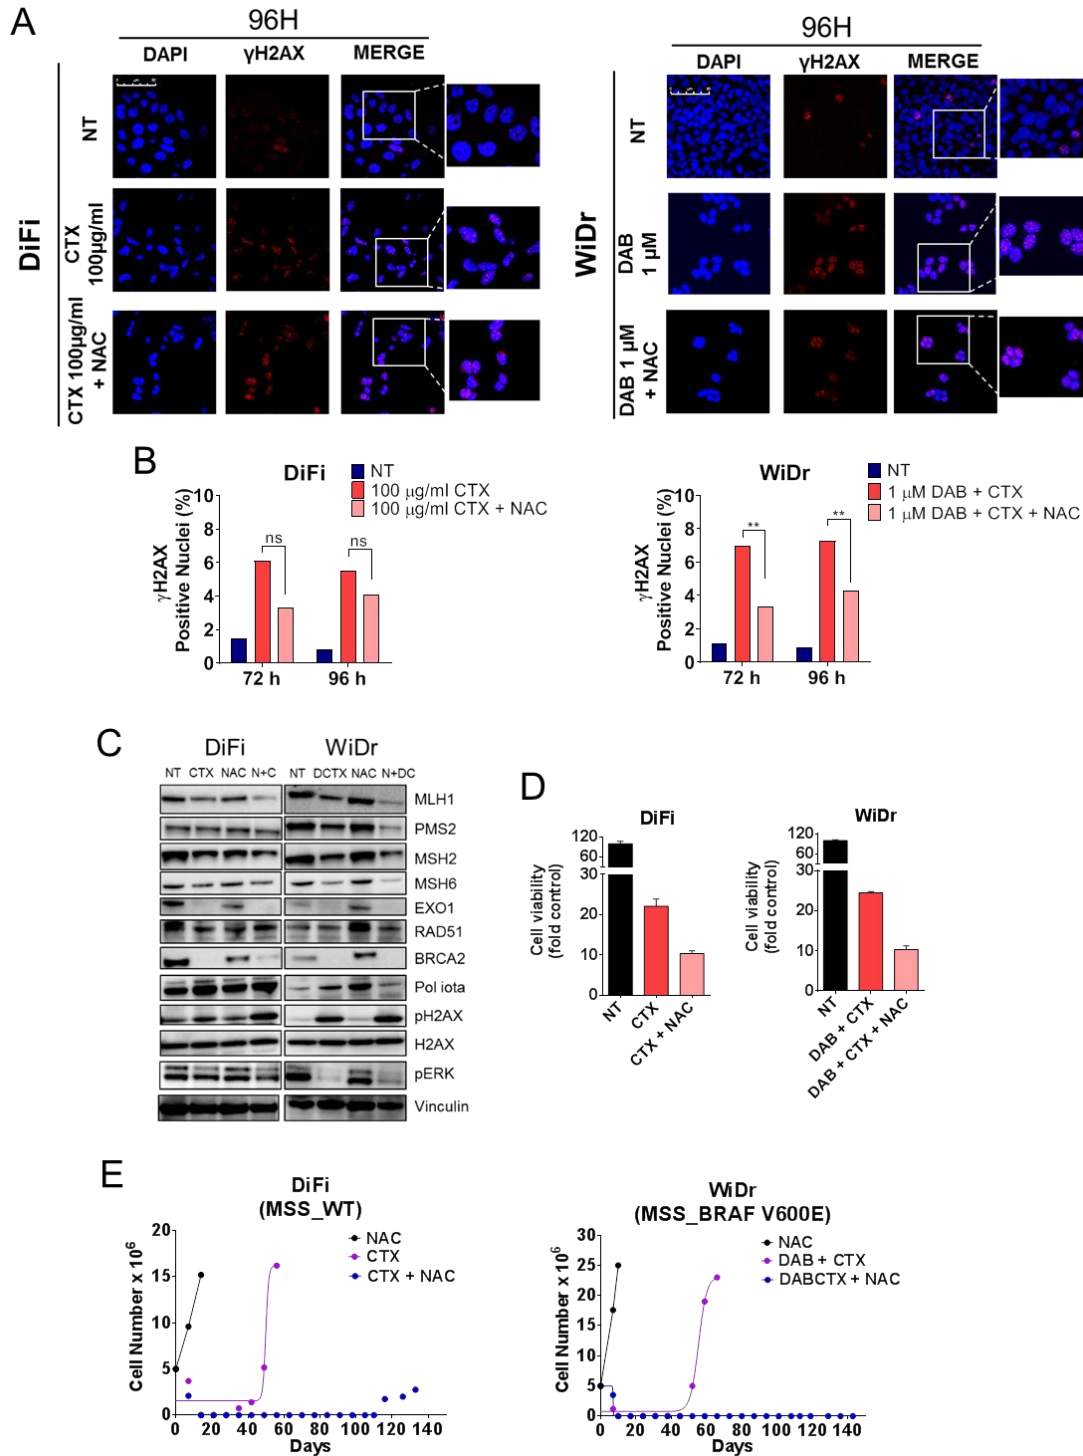 A
96H
DAPI γH2AX MERGE
DiFi
NT
CTX
100μg/ml
CTX 100μg/ml
+ NAC
96H
DAPI γH2AX MERGE
WiDr
NT
DAB
1 μM
DAB 1 μM
+ NAC
B
DiFi
NT
100 μg/ml CTX
100 μg/ml CTX + NAC
γH2AX
Positive Nuclei (%)
10
8
6
4
2
0
ns
ns
72 h 96 h
WiDr
NT
1 μM DAB + CTX
1 μM DAB + CTX + NAC
γH2AX
Positive Nuclei (%)
10
8
6
4
2
0
**
**
72 h 96 h
C
DiFi WiDr
NT CTX NAC N+C NT DCTX NAC N+DC
MLH1
PMS2
MSH2
MSH6
EXO1
RAD51
BRCA2
Pol iota
pH2AX
H2AX
pERK
Vinculin
D
DiFi
Cell viability
(fold control)
120
60
30
20
10
0
NT
CTX
CTX + NAC
WiDr
Cell viability
(fold control)
120
60
30
20
10
0
NT
DAB + CTX
DAB + CTX + NAC
E
DiFi
(MSS_WT)
NAC
CTX
CTX + NAC
Cell Number x 10⁶
20
15
10
5
0
0 20 40 60 80 100 120 140
Days
WiDr
(MSS_BRAF V600E)
NAC
DAB + CTX
DABCTX + NAC
Cell Number x 10⁶
30
25
20
15
10
5
0
0 20 40 60 80 100 120 140
Days